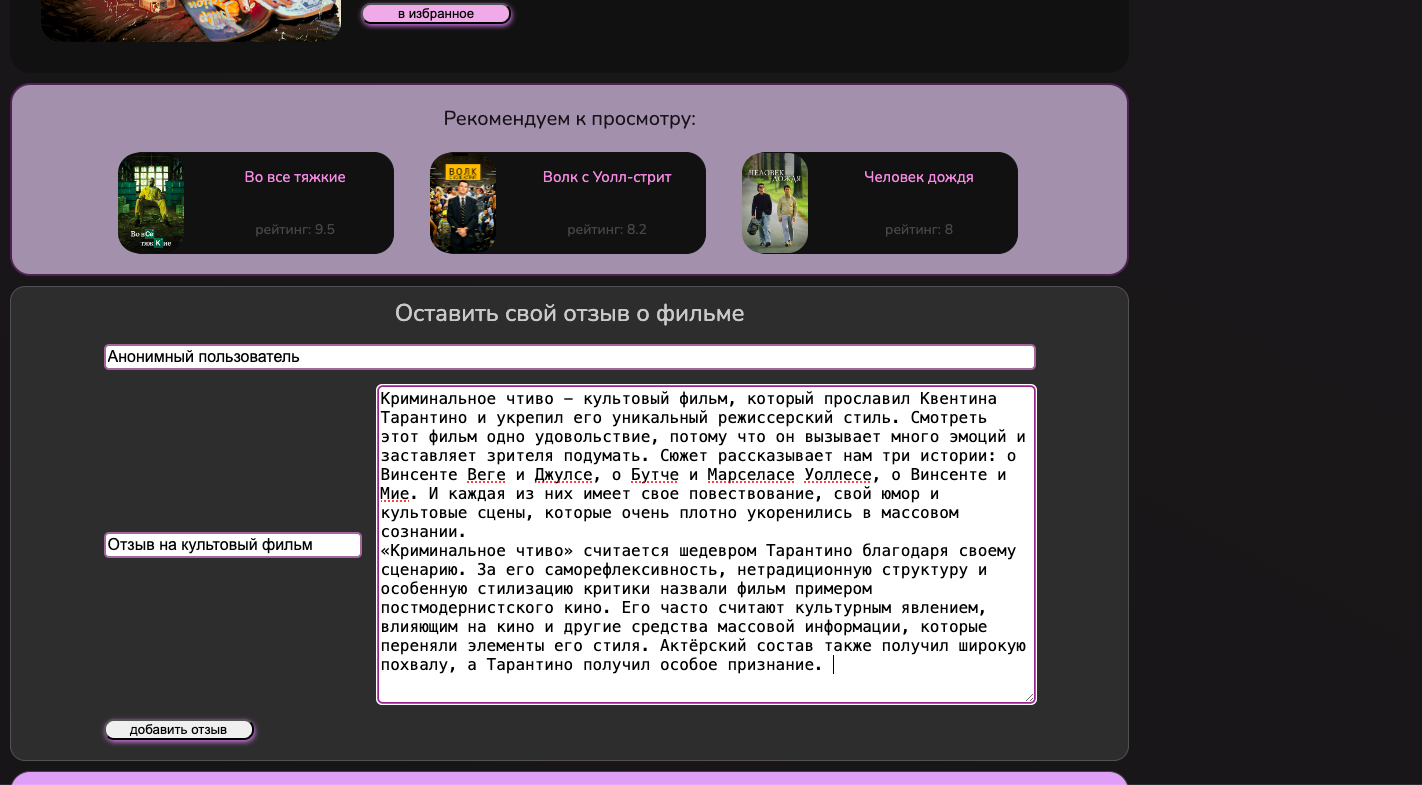 в избранное
Рекомендуем к просмотру:
Во все тяжкие
рейтинг: 9.5
Во все
тяжкие
Волк с Уолл-стрит
рейтинг: 8.2
ВОЛК
Человек дождя
рейтинг: 8
ЧЕЛОВЕК
ДОЖДЯ
Оставить свой отзыв о фильме
Анонимный пользователь
Отзыв на культовый фильм
Криминальное чтиво – культовый фильм, который прославил Квентина
Тарантино и укрепил его уникальный режиссерский стиль. Смотреть
этот фильм одно удовольствие, потому что он вызывает много эмоций и
заставляет зрителя подумать. Сюжет рассказывает нам три истории: о
Винсенте Веге и Джулсе, о Бутче и Марселасе Уоллесе, о Винсенте и
Мие. И каждая из них имеет свое повествование, свой юмор и
культовые сцены, которые очень плотно укоренились в массовом
сознании.
«Криминальное чтиво» считается шедевром Тарантино благодаря своему
сценарию. За его саморефлексивность, нетрадиционную структуру и
особенную стилизацию критики назвали фильм примером
постмодернистского кино. Его часто считают культурным явлением,
влияющим на кино и другие средства массовой информации, которые
переняли элементы его стиля. Актёрский состав также получил широкую
похвалу, а Тарантино получил особое признание.
добавить отзыв